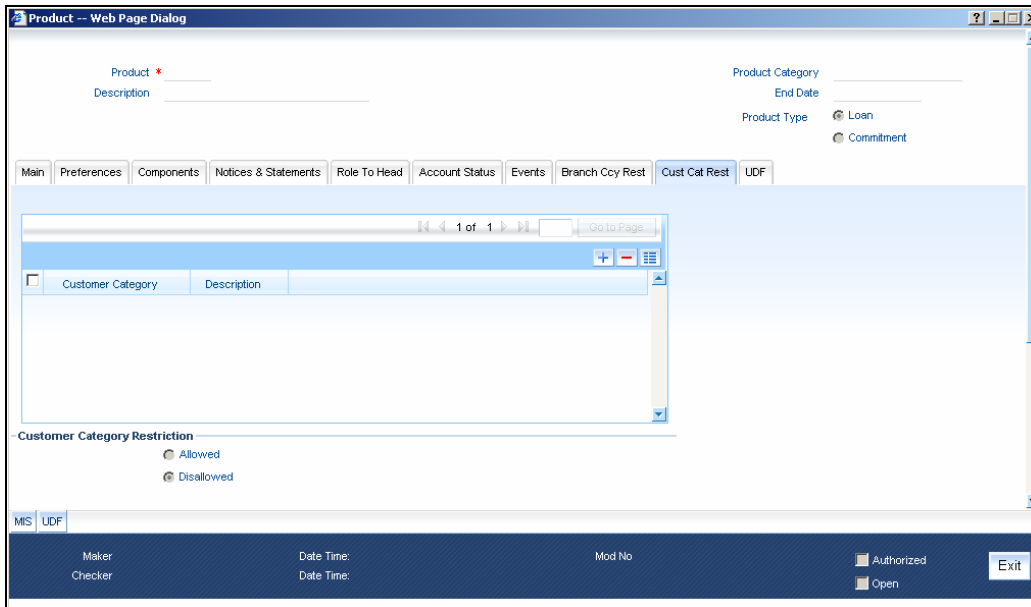 Product -- Web Page Dialog
Product *
Product Category
Description
End Date
Product Type
Loan
Commitment
Main Preferences Components Notices & Statements Role To Head Account Status Events Branch Ccy Rest Cust Cat Rest UDF
1 of 1 Go to Page
Customer Category Description
Customer Category Restriction
Allowed
Disallowed
MIS UDF
Maker Date Time: Mod No Authorized
Checker Date Time: Open
Exit